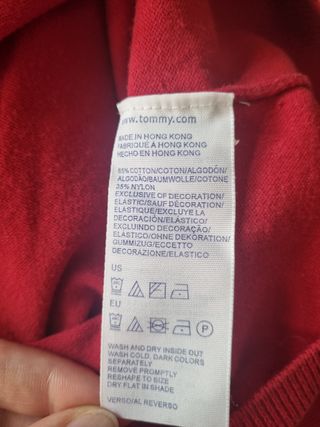 www.tommy.com
MADE IN HONG KONG
FABRIQUÉ A HONG KONG
HECHO EN HONG KONG
65% COTTON/COTON/ALGODÓN/
ALGODÃO/BAUMWOLLE/COTONE
35% NYLON
EXCLUSIVE OF DECORATION/
ELASTIC/SAUF DÉCORATION/
ELASTIQUE/EXCLUYE LA
DECORACIÓN/ELÁSTICO/
EXCLUINDO DECORAÇÃO/
ELÁSTICO/OHNE DEKORATION/
GUMMIZUG/ECCETTO
DECORAZIONE/ELASTICO
US
EU
P
WASH AND DRY INSIDE OUT
WASH COLD, DARK COLORS
SEPARATELY
REMOVE PROMPTLY
RESHAPE TO SIZE
DRY FLAT IN SHADE
VERSO/AL REVERSO